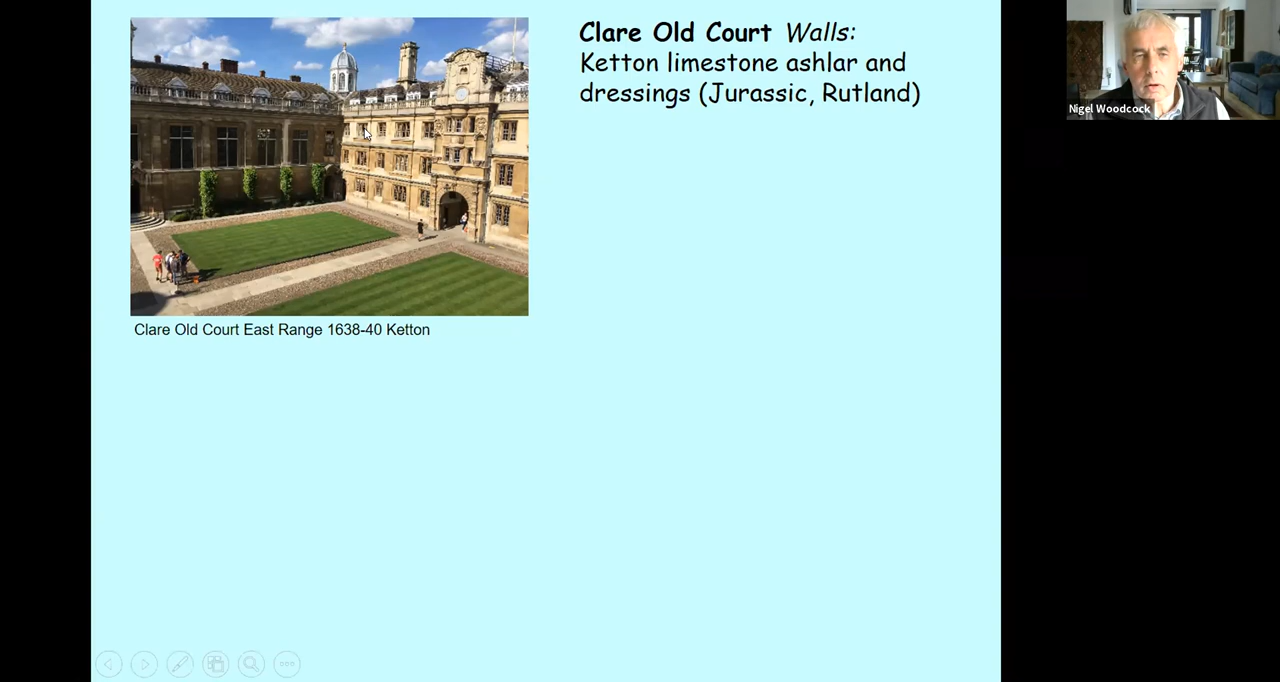 Clare Old Court Walls:
Ketton limestone ashlar and
dressings (Jurassic, Rutland)
Nigel Woodcock
Clare Old Court East Range 1638-40 Ketton